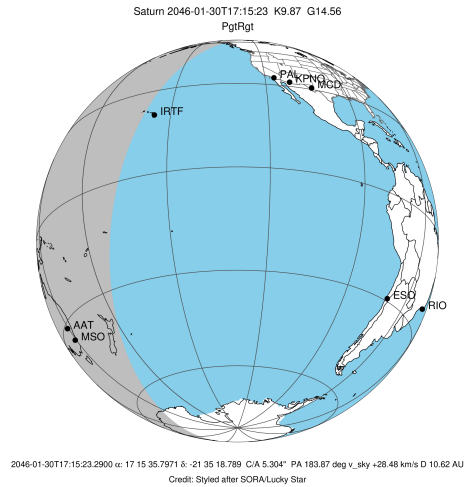 Saturn 2046-01-30T17:15:23 K9.87 G14.56
PgtRgt
PAL
KPNO
MCD
IRTF
ESO
RIO
AAT
MSO
2046-01-30T17:15:23.2900 α: 17 15 35.7971 δ: -21 35 18.789 C/A 5.304" PA 183.87 deg v_sky +28.48 km/s D 10.62 AU
Credit: Styled after SORA/Lucky Star